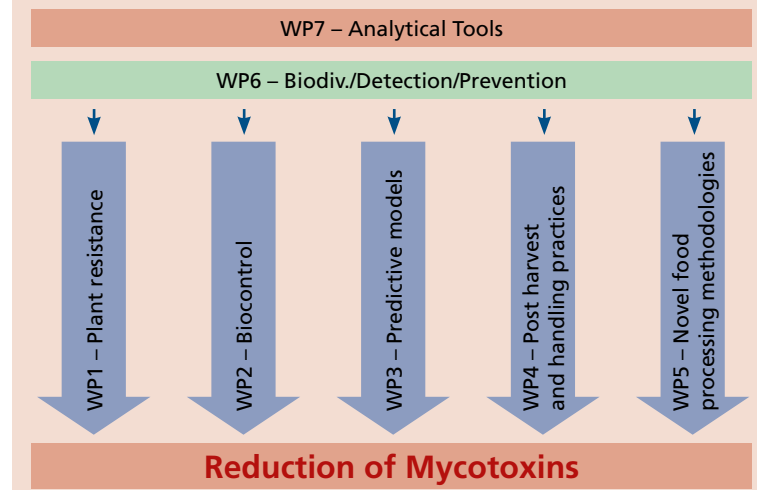 WP7 – Analytical Tools
WP6 – Biodiv./Detection/Prevention
WP1 – Plant resistance
WP2 – Biocontrol
WP3 – Predictive models
WP4 – Post harvest
and handling practices
WP5 – Novel food
processing methodologies
Reduction of Mycotoxins